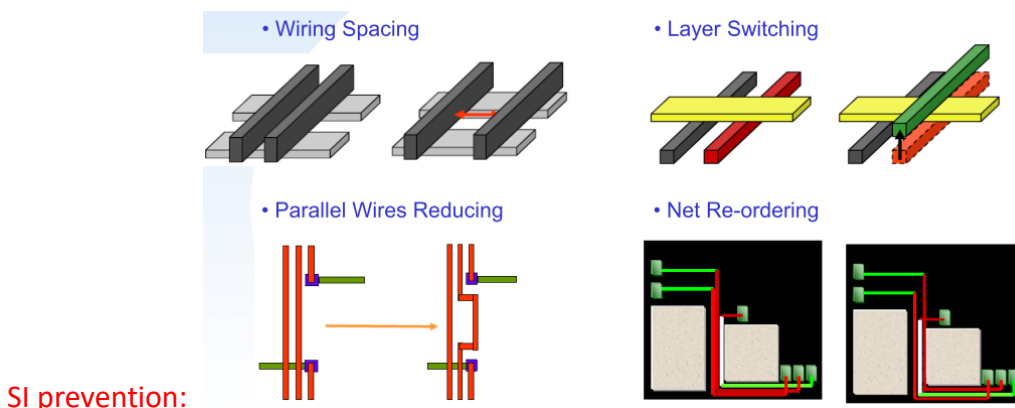 • Wiring Spacing
• Layer Switching
• Parallel Wires Reducing
• Net Re-ordering
SI prevention: